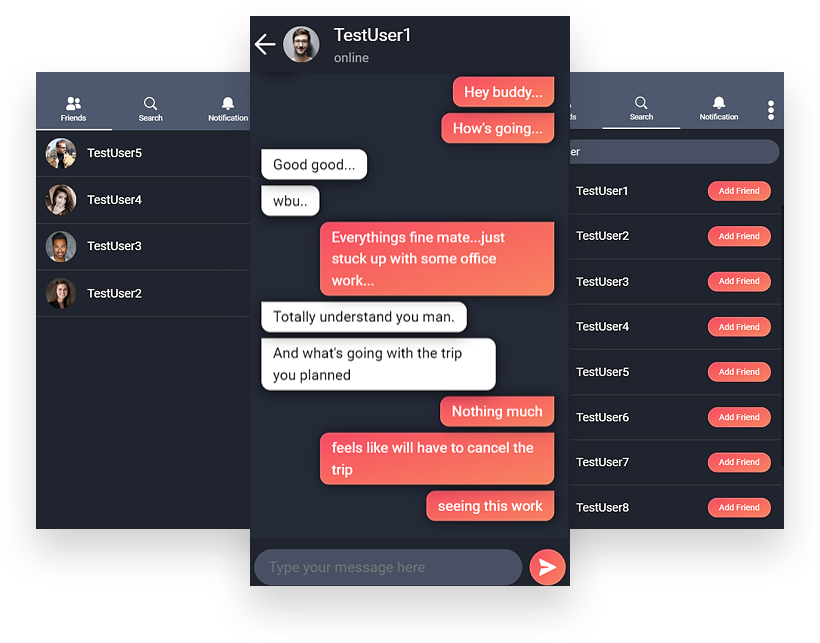 Friends
Search
Notification
TestUser5
TestUser4
TestUser3
TestUser2
TestUser1
online
Hey buddy...
How's going...
Good good...
wbu..
Everythings fine mate...just
stuck up with some office
work...
Totally understand you man.
And what's going with the trip
you planned
Nothing much
feels like will have to cancel the
trip
seeing this work
Type your message here
ds
Search
Notification
er
TestUser1
Add Friend
TestUser2
Add Friend
TestUser3
Add Friend
TestUser4
Add Friend
TestUser5
Add Friend
TestUser6
Add Friend
TestUser7
Add Friend
TestUser8
Add Friend